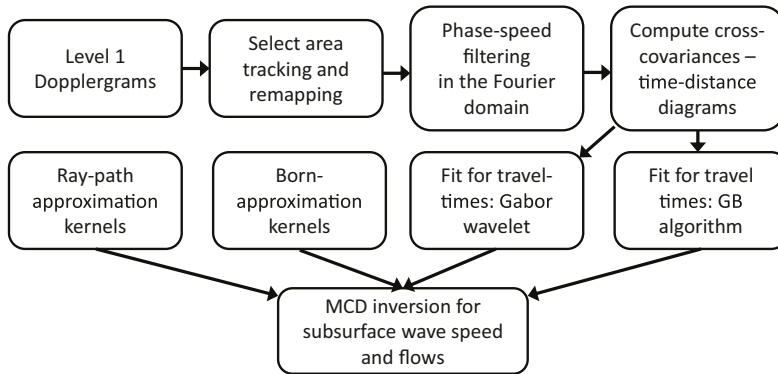 Level 1
Dopplergrams
Select area
tracking and
remapping
Phase-speed
filtering
in the Fourier
domain
Compute cross-
covariances –
time-distance
diagrams
Ray-path
approximation
kernels
Born-
approximation
kernels
Fit for travel-
times: Gabor
wavelet
Fit for travel
times: GB
algorithm
MCD inversion for
subsurface wave speed
and flows